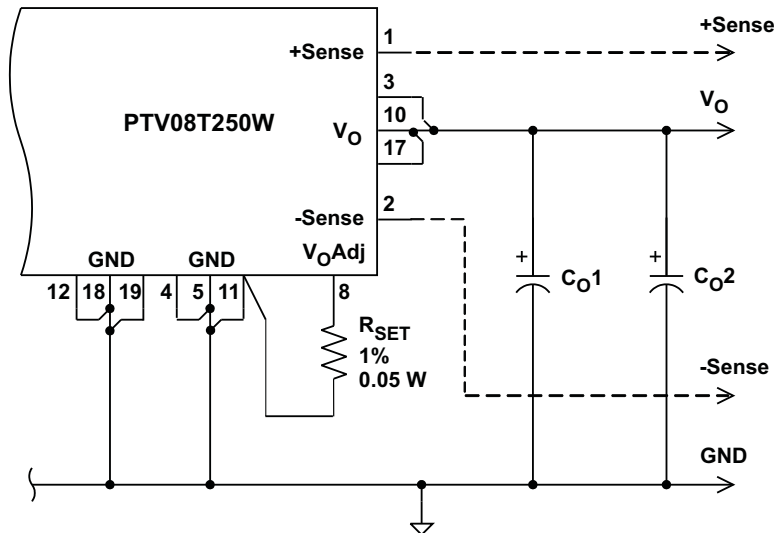 +Sense
1
+Sense
3
PTV08T250W
VO
10
VO
17
2
-Sense
VOAdj
GND
GND
12 18 19 4 5 11 8
+
CO1
+
CO2
RSET
1%
0.05 W
-Sense
GND